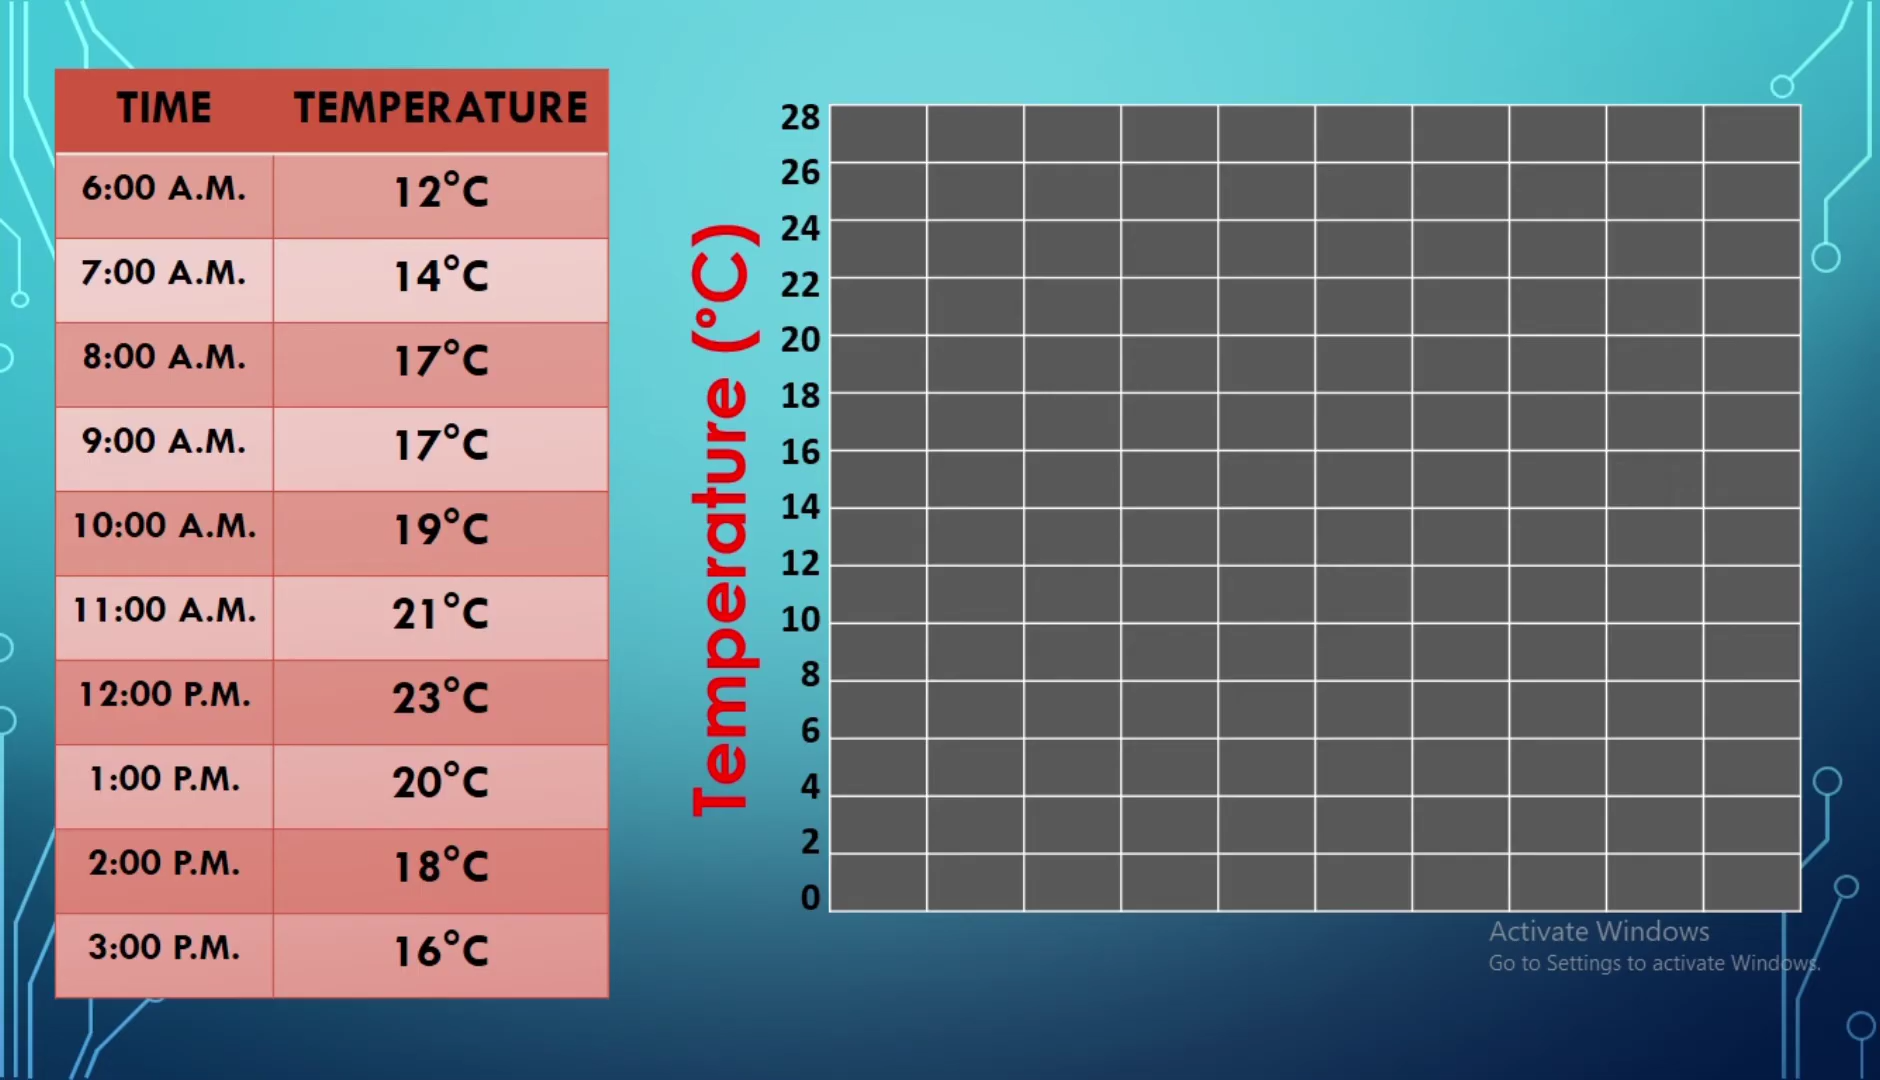 TIME TEMPERATURE
6:00 A.M. 12°C
7:00 A.M. 14°C
8:00 A.M. 17°C
9:00 A.M. 17°C
10:00 A.M. 19°C
11:00 A.M. 21°C
12:00 P.M. 23°C
1:00 P.M. 20°C
2:00 P.M. 18°C
3:00 P.M. 16°C
Temperature (°C)
28
26
24
22
20
18
16
14
12
10
8
6
4
2
0
Activate Windows
Go to Settings to activate Windows.